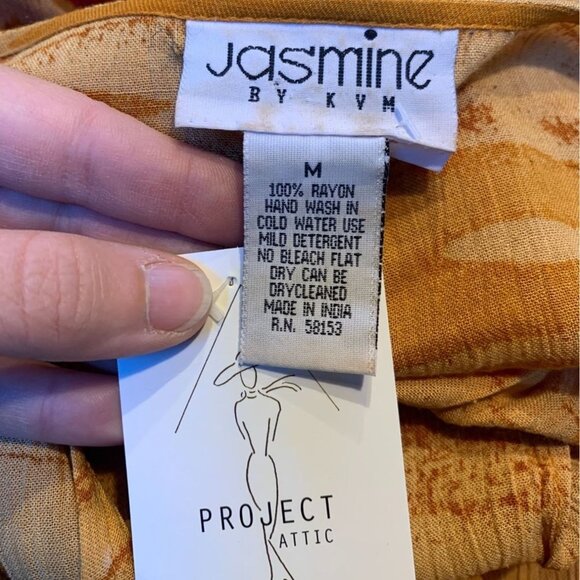 Jasmine
BY KVM
M
100% RAYON
HAND WASH IN
COLD WATER USE
MILD DETERGENT
NO BLEACH FLAT
DRY CAN BE
DRYCLEANED
MADE IN INDIA
R.N. 58153
PROJECT
ATTIC